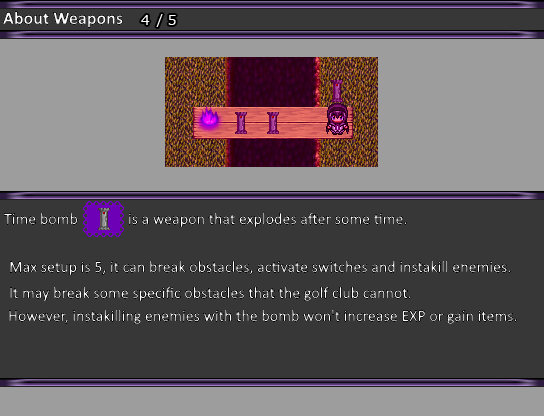 About Weapons 4 / 5
Time bomb is a weapon that explodes after some time.
Max setup is 5, it can break obstacles, activate switches and instakill enemies.
It may break some specific obstacles that the golf club cannot.
However, instakilling enemies with the bomb won't increase EXP or gain items.